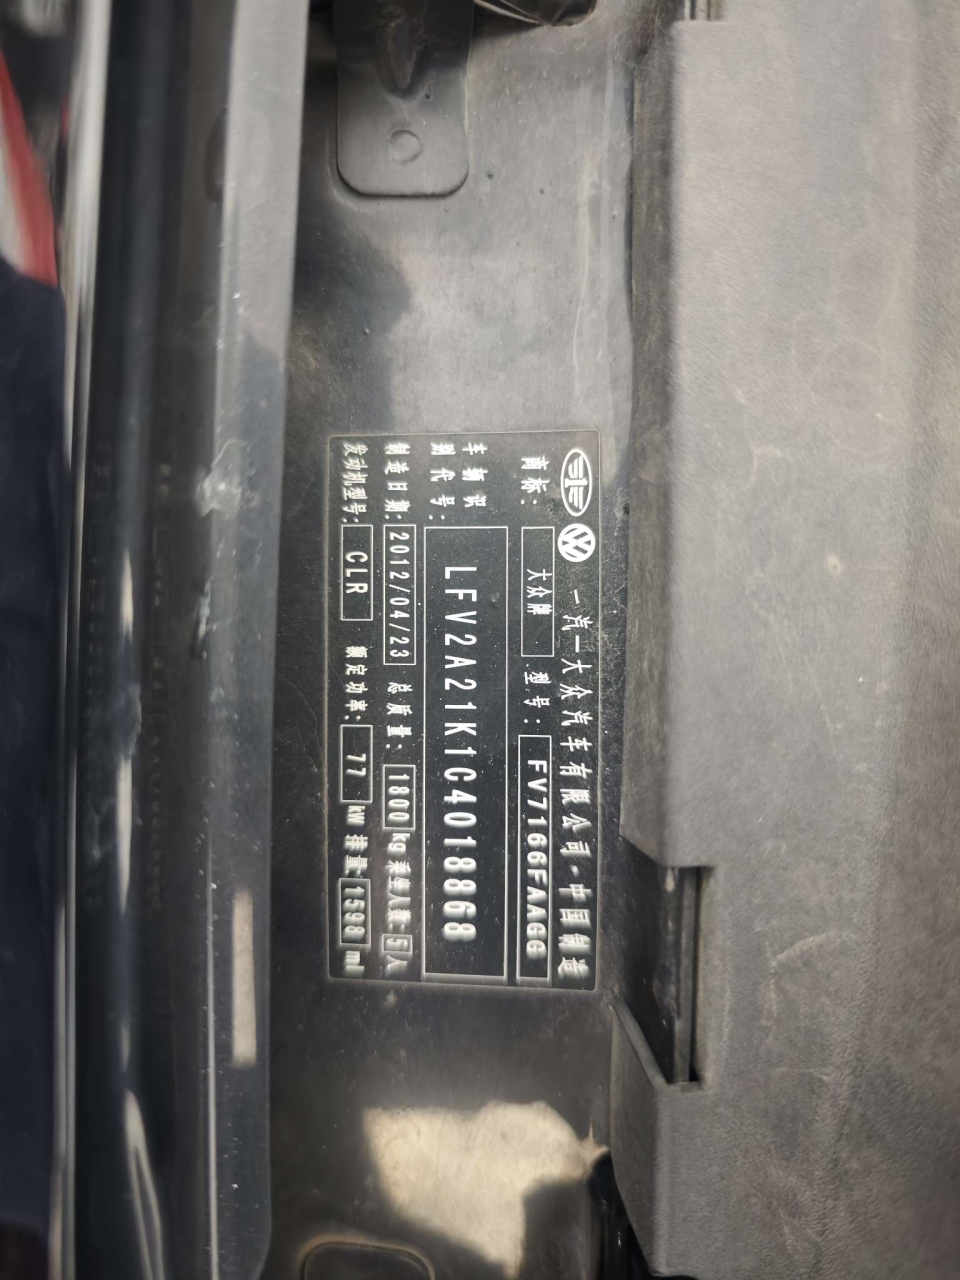 一汽一大众汽车有限公司·中国制造
商标: 大众牌 型号: FV7166FAAGG
车辆识别代号: LFV2A21K1C4018868
制造日期: 2012/04/23 总质量: 1800 kg 乘坐人数: 5 人
发动机型号: CLR 额定功率: 77 kW 排量: 1598 ml